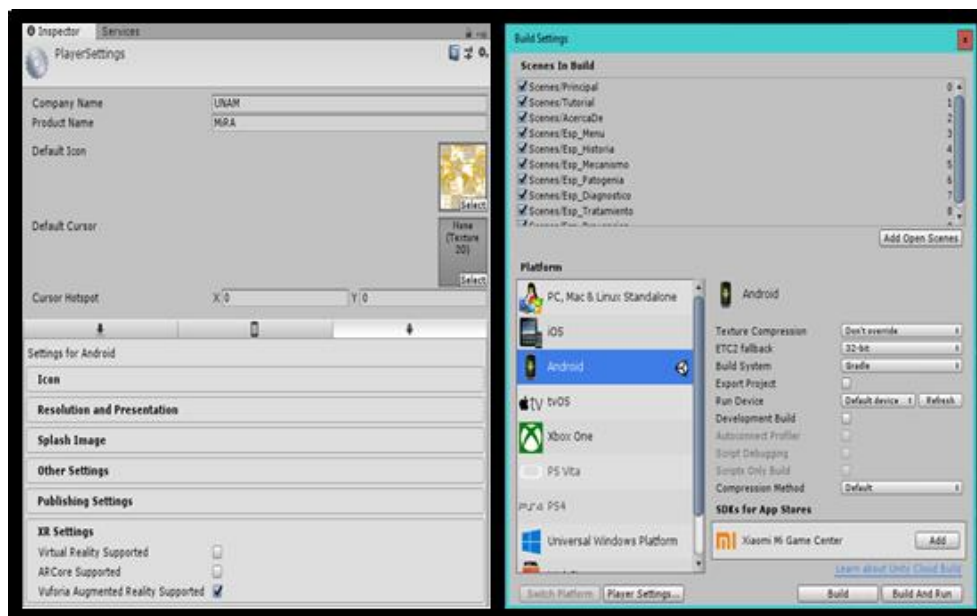 Inspector Services
PlayerSettings
Company Name UNAM
Product Name MiRA
Default Icon
Select
Default Cursor
None
(Texture
2D)
Select
Cursor Hotspot X 0 Y 0
Settings for Android
Icon
Resolution and Presentation
Splash Image
Other Settings
Publishing Settings
XR Settings
Virtual Reality Supported
ARCore Supported
Vuforia Augmented Reality Supported
Build Settings
Scenes In Build
Scenes/Principal 0
Scenes/Tutorial 1
Scenes/AcercaDe 2
Scenes/Esp_Menu 3
Scenes/Esp_Historia 4
Scenes/Esp_Mecanismo 5
Scenes/Esp_Patogenia 6
Scenes/Esp_Diagnostico 7
Scenes/Esp_Tratamiento 8
Add Open Scenes
Platform
PC, Mac & Linux Standalone
iOS
Android
tv tvOS
Xbox One
PS Vita
PS4
Universal Windows Platform
Android
Texture Compression Don't override
ETC2 fallback 32-bit
Build System Gradle
Export Project
Run Device Default device Refresh
Development Build
Autoconnect Profiler
Script Debugging
Scripts Only Build
Compression Method Default
SDKs for App Stores
Xiaomi Mi Game Center Add
Learn about Unity Cloud Build
Switch Platform Player Settings... Build Build And Run